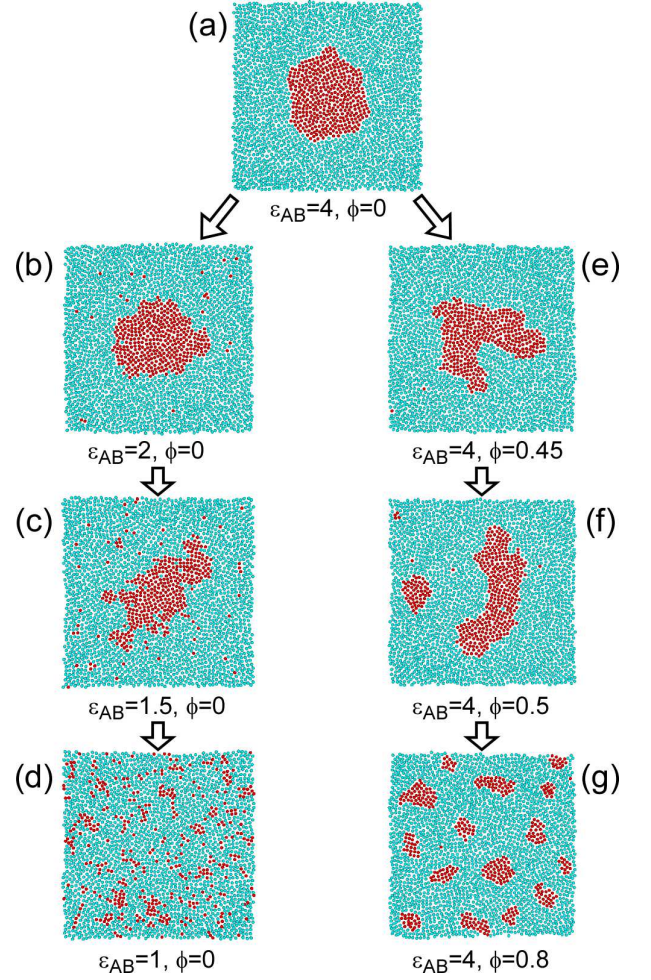 (a)
εAB=4, ϕ=0
(b)
(e)
εAB=2, ϕ=0
εAB=4, ϕ=0.45
(c)
(f)
εAB=1.5, ϕ=0
εAB=4, ϕ=0.5
(d)
(g)
εAB=1, ϕ=0
εAB=4, ϕ=0.8